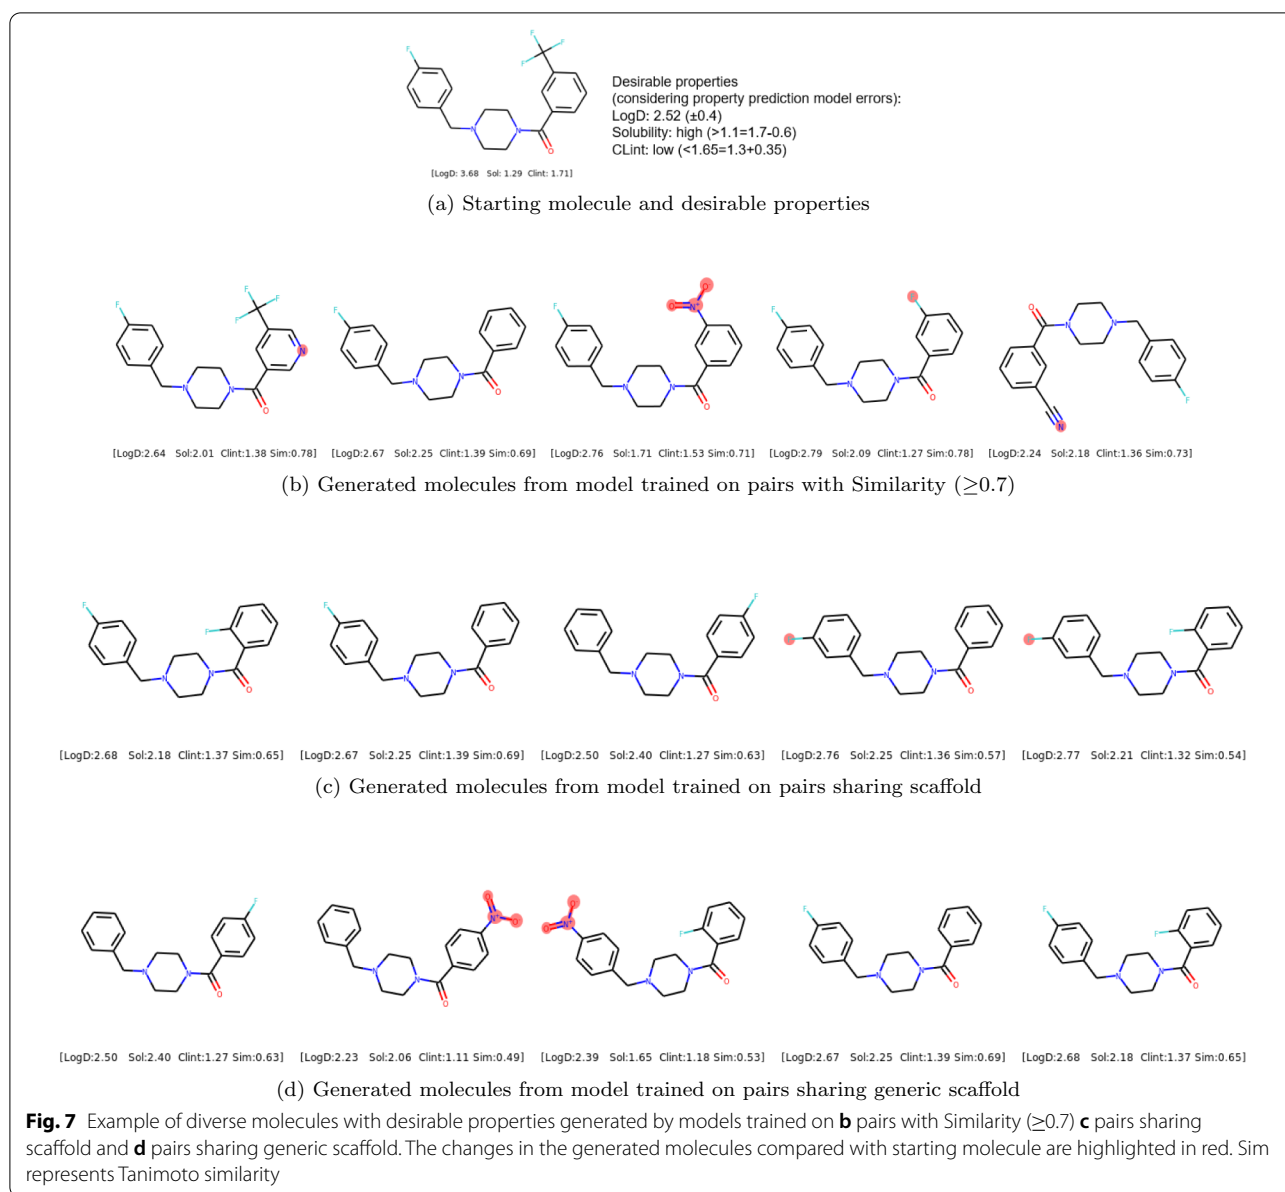 Desirable properties
(considering property prediction model errors):
LogD: 2.52 (±0.4)
Solubility: high (>1.1=1.7-0.6)
CLint: low (<1.65=1.3+0.35)
F F F F N N O
[LogD: 3.68 Sol: 1.29 Clint: 1.71]
(a) Starting molecule and desirable properties
F F F F N N N O
F N N O
F N N O N+ O O-
F N N O
O N N F N
[LogD:2.64 Sol:2.01 Clint:1.38 Sim:0.78] [LogD:2.67 Sol:2.25 Clint:1.39 Sim:0.69] [LogD:2.76 Sol:1.71 Clint:1.53 Sim:0.71] [LogD:2.79 Sol:2.09 Clint:1.27 Sim:0.78] [LogD:2.24 Sol:2.18 Clint:1.36 Sim:0.73]
(b) Generated molecules from model trained on pairs with Similarity (≥0.7)
F F N N O
F N N O
F N N O
N N O
F N N O
[LogD:2.68 Sol:2.18 Clint:1.37 Sim:0.65] [LogD:2.67 Sol:2.25 Clint:1.39 Sim:0.69] [LogD:2.50 Sol:2.40 Clint:1.27 Sim:0.63] [LogD:2.76 Sol:2.25 Clint:1.36 Sim:0.57] [LogD:2.77 Sol:2.21 Clint:1.32 Sim:0.54]
(c) Generated molecules from model trained on pairs sharing scaffold
F N N O
O N+ O- N N O
O N+ O- F N N O
F N N O
F F N N O
[LogD:2.50 Sol:2.40 Clint:1.27 Sim:0.63] [LogD:2.23 Sol:2.06 Clint:1.11 Sim:0.49] [LogD:2.39 Sol:1.65 Clint:1.18 Sim:0.53] [LogD:2.67 Sol:2.25 Clint:1.39 Sim:0.69] [LogD:2.68 Sol:2.18 Clint:1.37 Sim:0.65]
(d) Generated molecules from model trained on pairs sharing generic scaffold
Fig. 7 Example of diverse molecules with desirable properties generated by models trained on b pairs with Similarity (≥0.7) c pairs sharing
scaffold and d pairs sharing generic scaffold. The changes in the generated molecules compared with starting molecule are highlighted in red. Sim
represents Tanimoto similarity